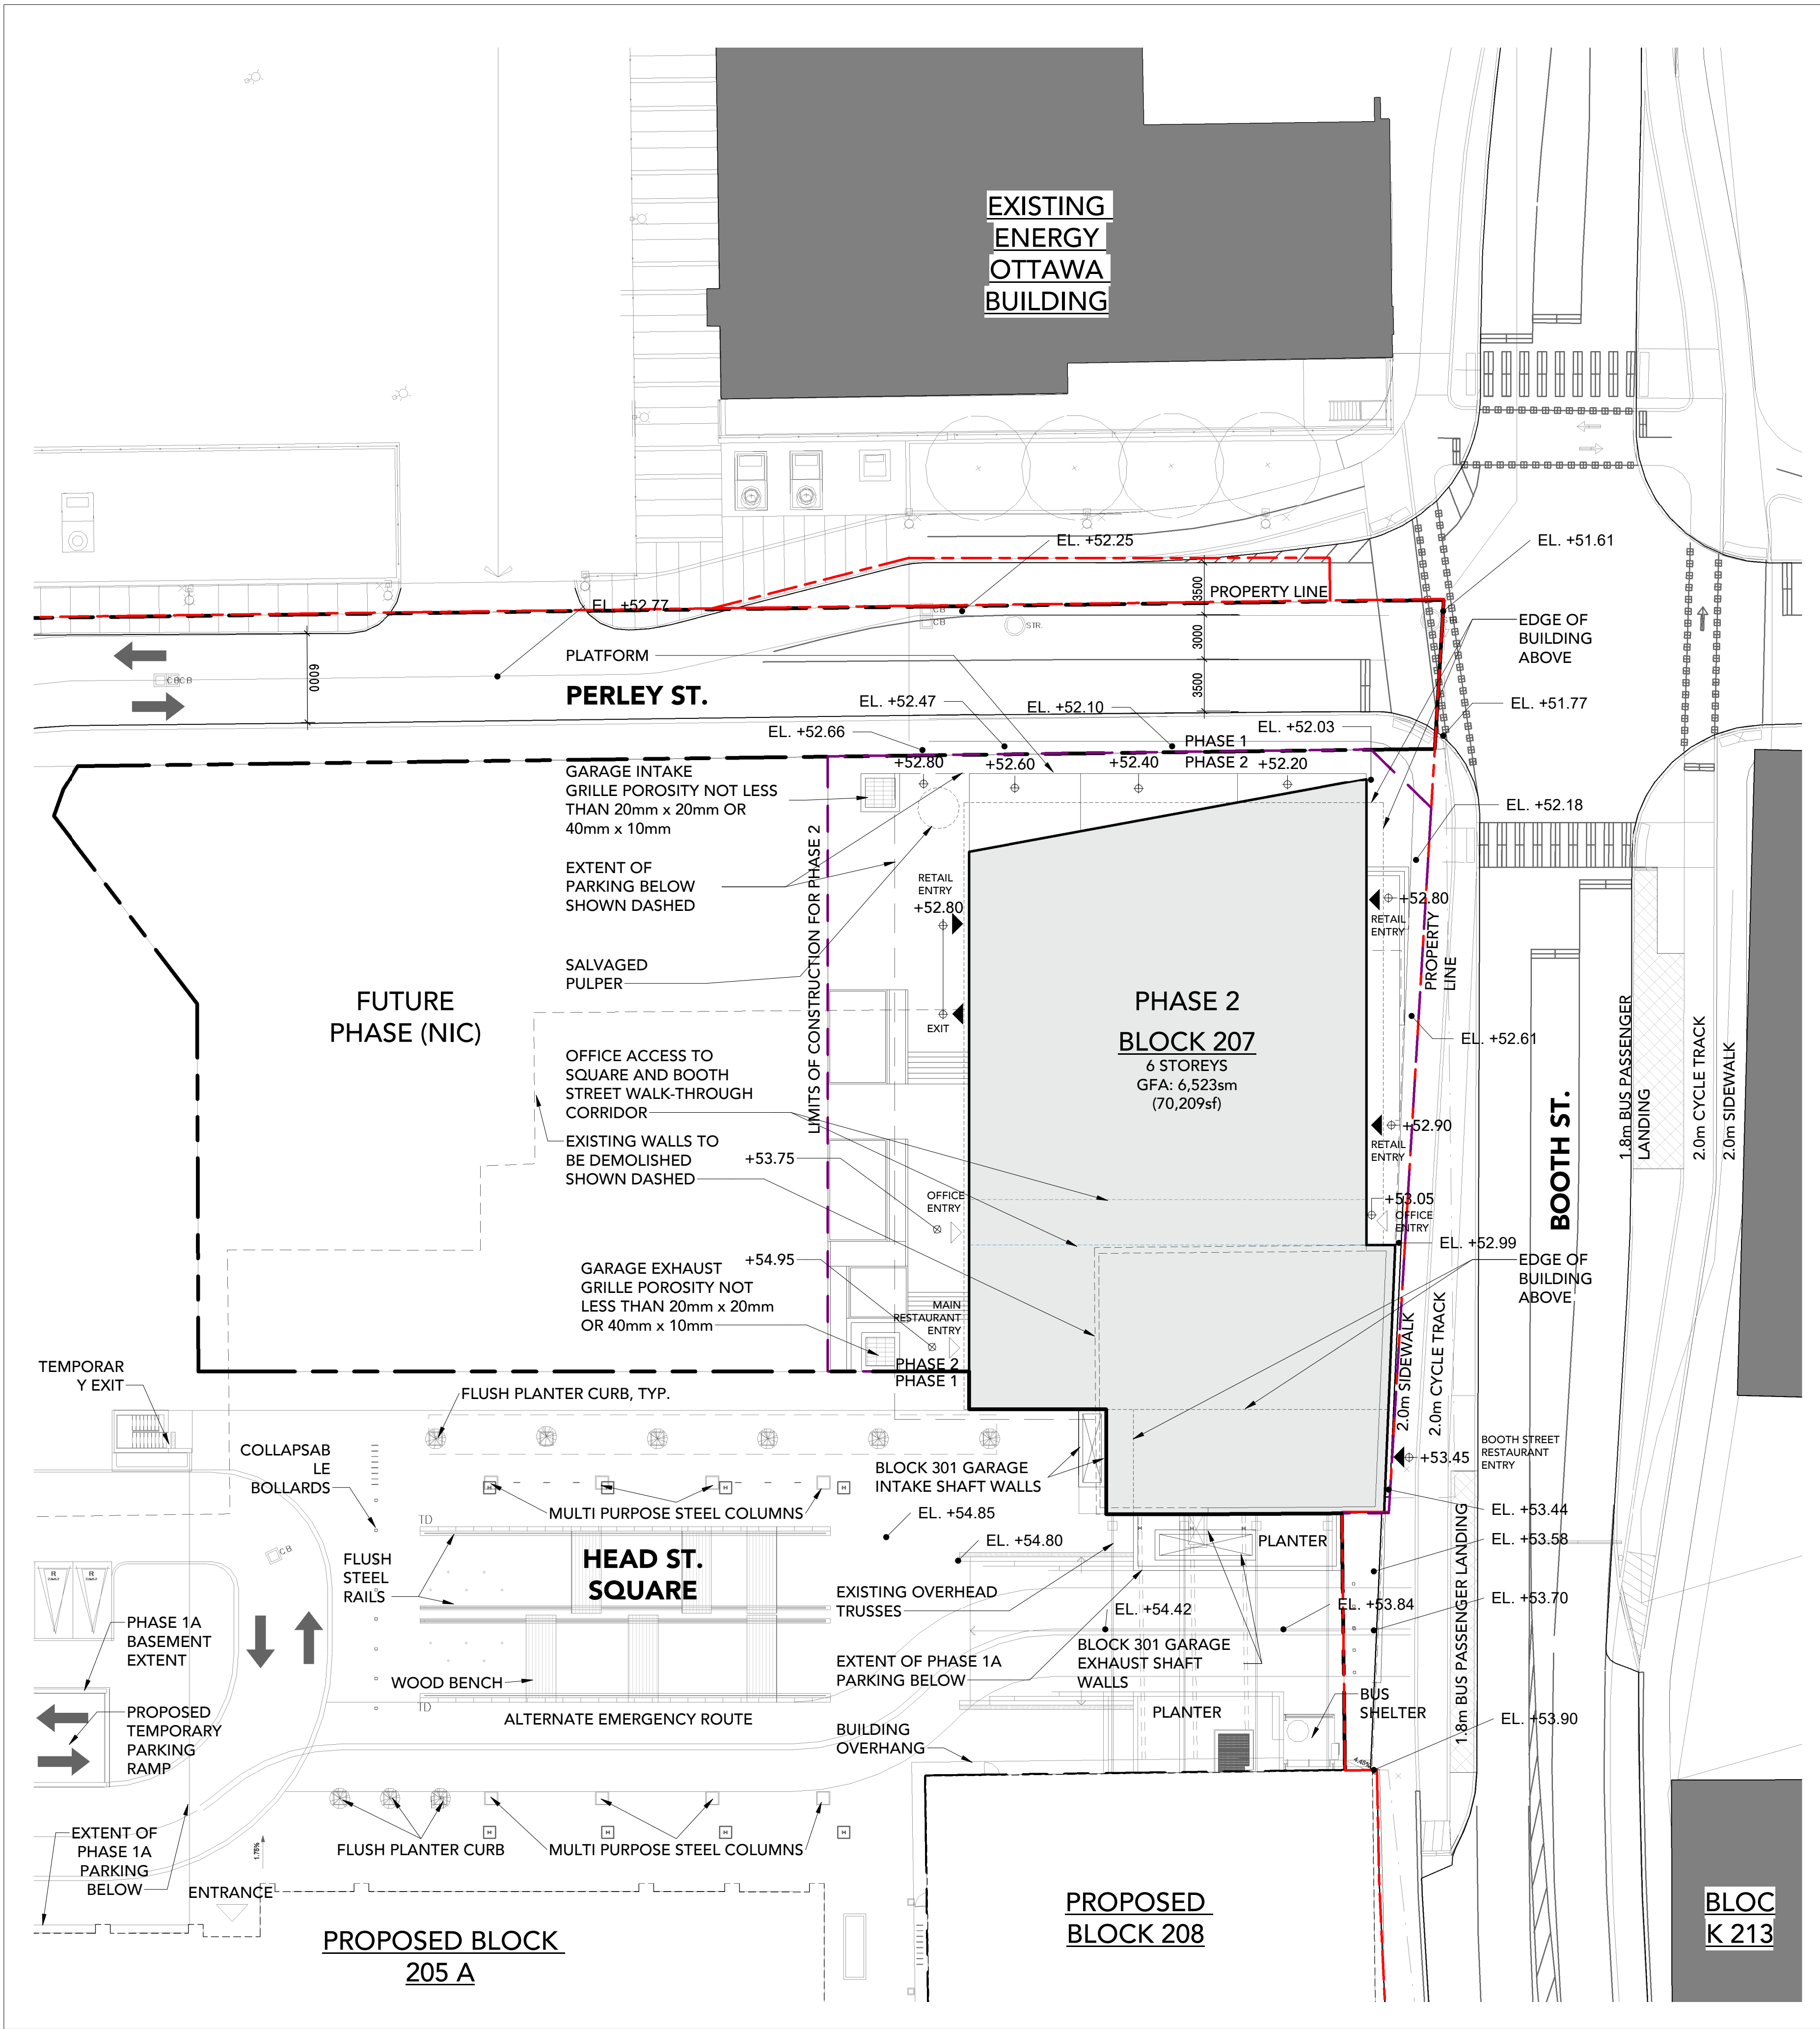 EXISTING
ENERGY
OTTAWA
BUILDING
EL. +52.25
EL. +51.61
EL. +52.77
PROPERTY LINE
3500
CB
CB
STR.
EDGE OF
BUILDING
ABOVE
6000
CBCB
PLATFORM
3000
PERLEY ST.
3500
EL. +52.47
EL. +52.10
EL. +51.77
EL. +52.66
EL. +52.03
PHASE 1
PHASE 2
+52.80
+52.60
+52.40
+52.20
GARAGE INTAKE
GRILLE POROSITY NOT LESS
THAN 20mm x 20mm OR
40mm x 10mm
EL. +52.18
EXTENT OF
PARKING BELOW
SHOWN DASHED
LIMITS OF CONSTRUCTION FOR PHASE 2
RETAIL
ENTRY
+52.80
+52.80
RETAIL
ENTRY
PROPERTY
LINE
SALVAGED
PULPER
EXIT
FUTURE
PHASE (NIC)
PHASE 2
BLOCK 207
6 STOREYS
GFA: 6,523sm
(70,209sf)
EL. +52.61
1.8m BUS PASSENGER
LANDING
2.0m CYCLE TRACK
2.0m SIDEWALK
BOOTH ST.
OFFICE ACCESS TO
SQUARE AND BOOTH
STREET WALK-THROUGH
CORRIDOR
EXISTING WALLS TO
BE DEMOLISHED
SHOWN DASHED
+53.75
+52.90
RETAIL
ENTRY
OFFICE
ENTRY
+53.05
OFFICE
ENTRY
EL. +52.99
EDGE OF
BUILDING
ABOVE
GARAGE EXHAUST
GRILLE POROSITY NOT
LESS THAN 20mm x 20mm
OR 40mm x 10mm
+54.95
MAIN
RESTAURANT
ENTRY
PHASE 2
PHASE 1
2.0m SIDEWALK
2.0m CYCLE TRACK
TEMPORAR
Y EXIT
FLUSH PLANTER CURB, TYP.
COLLAPSAB
LE
BOLLARDS
BLOCK 301 GARAGE
INTAKE SHAFT WALLS
+53.45
BOOTH STREET
RESTAURANT
ENTRY
H
H
H
H
MULTI PURPOSE STEEL COLUMNS
EL. +54.85
EL. +53.44
TD
EL. +54.80
PLANTER
EL. +53.58
CB
FLUSH
STEEL
RAILS
HEAD ST.
SQUARE
R
R
EXISTING OVERHEAD
TRUSSES
EL. +54.42
EL. +53.84
EL. +53.70
1.8m BUS PASSENGER LANDING
PHASE 1A
BASEMENT
EXTENT
BLOCK 301 GARAGE
EXHAUST SHAFT
WALLS
EXTENT OF PHASE 1A
PARKING BELOW
WOOD BENCH
TD
BUS
SHELTER
PROPOSED
TEMPORARY
PARKING
RAMP
ALTERNATE EMERGENCY ROUTE
PLANTER
EL. +53.90
BUILDING
OVERHANG
4.45%
EXTENT OF
PHASE 1A
PARKING
BELOW
1.75%
H
H
H
H
FLUSH PLANTER CURB
MULTI PURPOSE STEEL COLUMNS
ENTRANCE
PROPOSED BLOCK
205 A
PROPOSED
BLOCK 208
BLOC
K 213